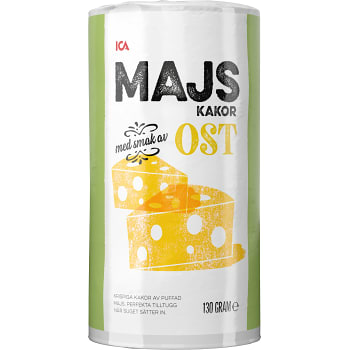 ICA
MAJS
KAKOR
med smak av
OST
KRISPIGA KAKOR AV PUFFAD
MAJS. PERFEKTA TILLTUGG
NÄR SUGET SÄTTER IN.
130 GRAM e